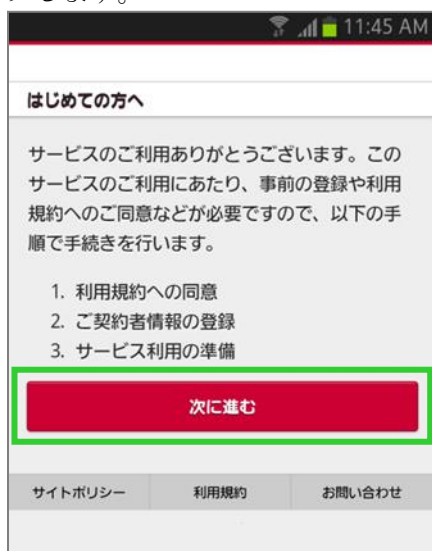 11:45 AM
はじめての方へ
サービスのご利用ありがとうござい​ます。この
サービスのご利用にあたり、事前の登録や利用
規約へのご同意などが必要ですので、以下の手
順で手続きを行います。
1. 利用規約への同意
2. ご契約者情報の登録
3. サービス利用の準備
次に進む
サイトポリシー 利用規約 お問い合わせ